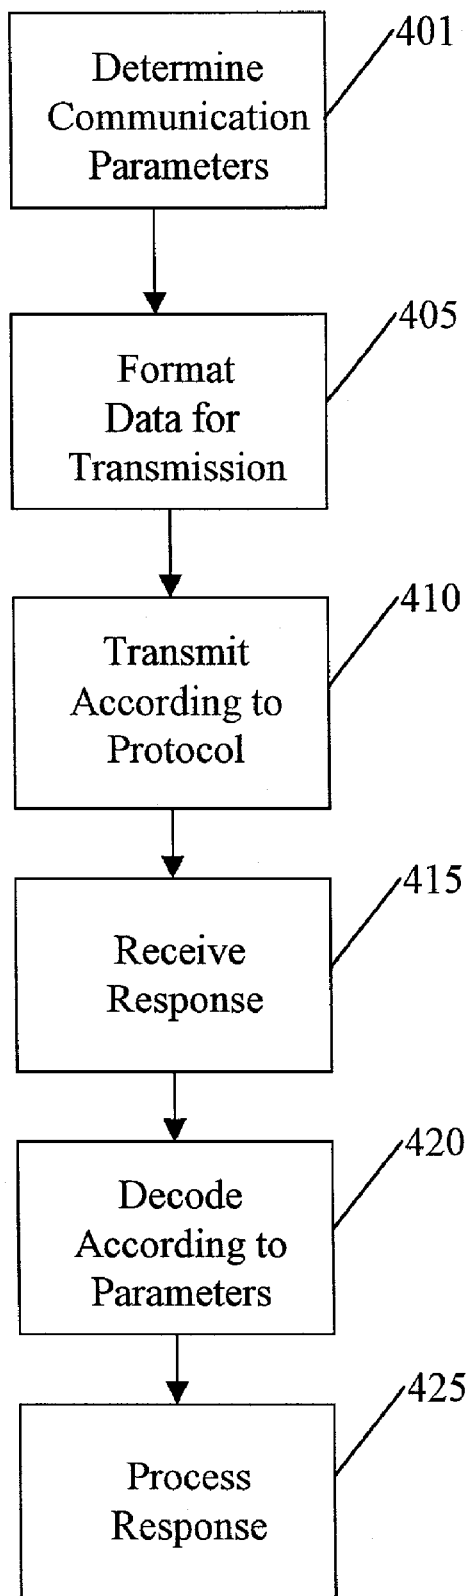 401
Determine
Communication
Parameters
405
Format
Data for
Transmission
410
Transmit
According to
Protocol
415
Receive
Response
420
Decode
According to
Parameters
425
Process
Response